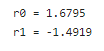 r0 = 1.6795
r1 = -1.4919